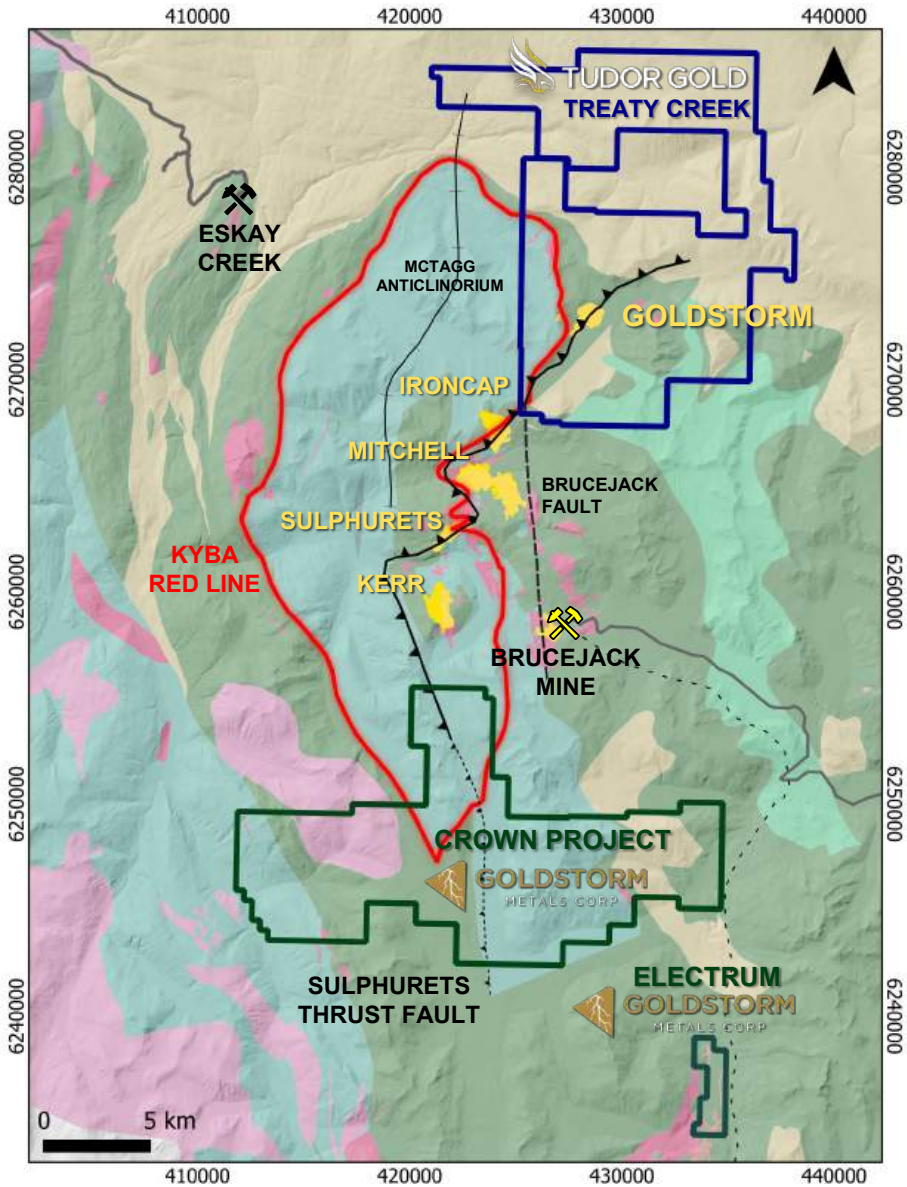 410000 420000 430000 440000
TUDOR GOLD
TREATY CREEK
6280000
6280000
ESKAY
CREEK
MCTAGG
ANTICLINORIUM
GOLDSTORM
6270000
6270000
IRONCAP
MITCHELL
BRUCEJACK
FAULT
SULPHURETS
KYBA
RED LINE
KERR
6260000
6260000
BRUCEJACK
MINE
6250000
6250000
CROWN PROJECT
GOLDSTORM
METALS CORP
SULPHURETS
THRUST FAULT
ELECTRUM
GOLDSTORM
METALS CORP
6240000
6240000
0 5 km
410000 420000 430000 440000